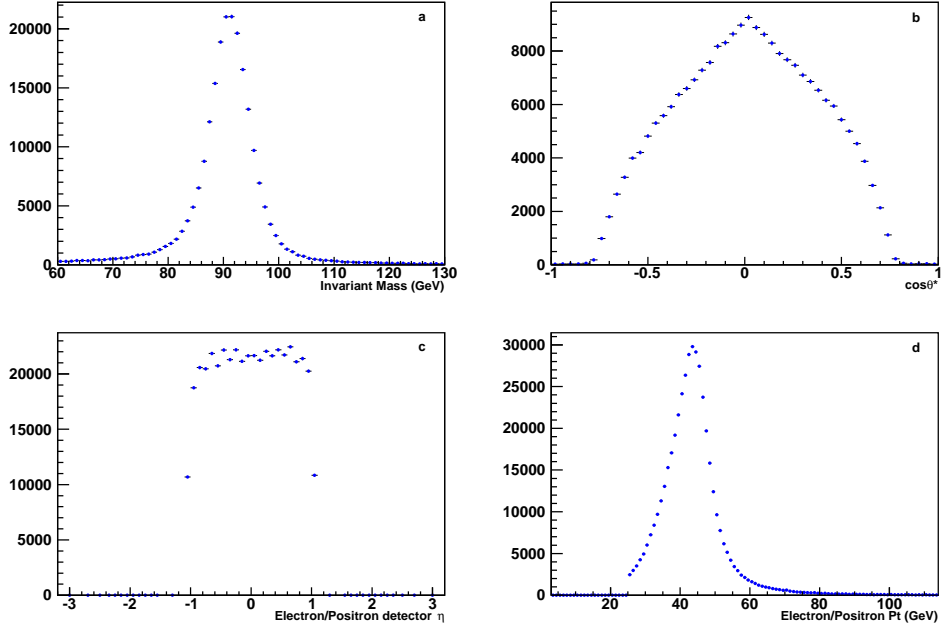 a
20000
15000
10000
5000
0
60 70 80 90 100 110 120 130
Invariant Mass (GeV)
b
8000
6000
4000
2000
0
-1 -0.5 0 0.5 1
cosθ*
c
20000
15000
10000
5000
0
-3 -2 -1 0 1 2 3
Electron/Positron detector η
d
30000
25000
20000
15000
10000
5000
0
20 40 60 80 100
Electron/Positron Pt (GeV)